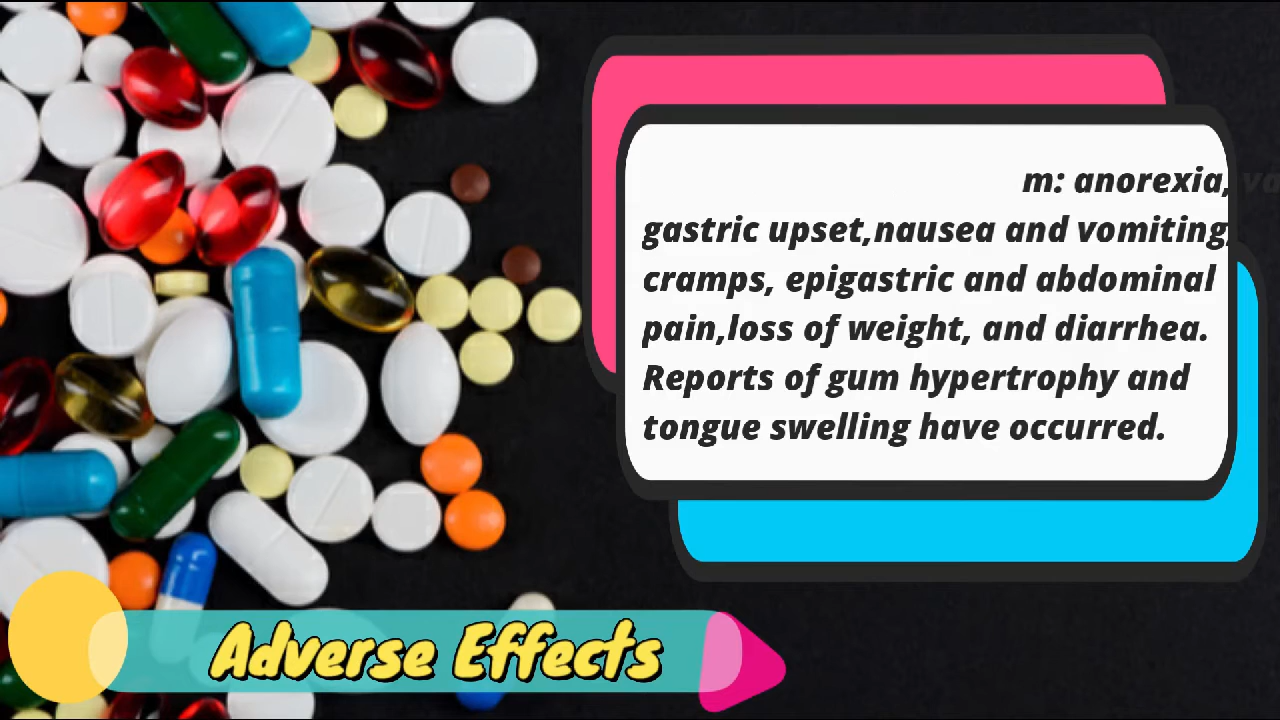 m: anorexia,
gastric upset,nausea and vomiting,
cramps, epigastric and abdominal
pain,loss of weight, and diarrhea.
Reports of gum hypertrophy and
tongue swelling have occurred.
Adverse Effects